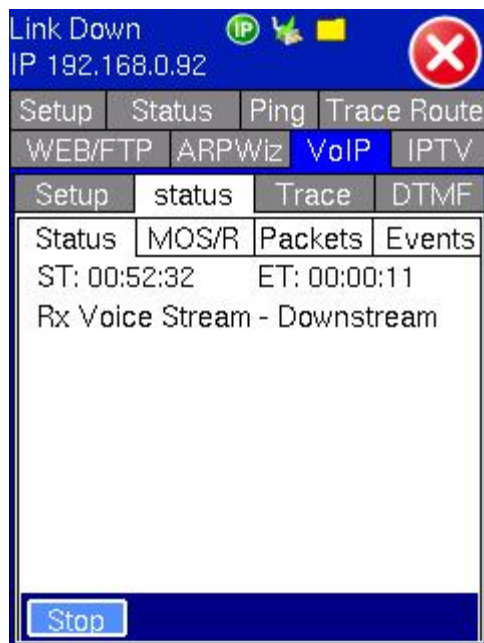 Link Down IP
IP 192.168.0.92
Setup Status Ping Trace Route
WEB/FTP ARPWiz VoIP IPTV
Setup status Trace DTMF
Status MOS/R Packets Events
ST: 00:52:32 ET: 00:00:11
Rx Voice Stream - Downstream
Stop